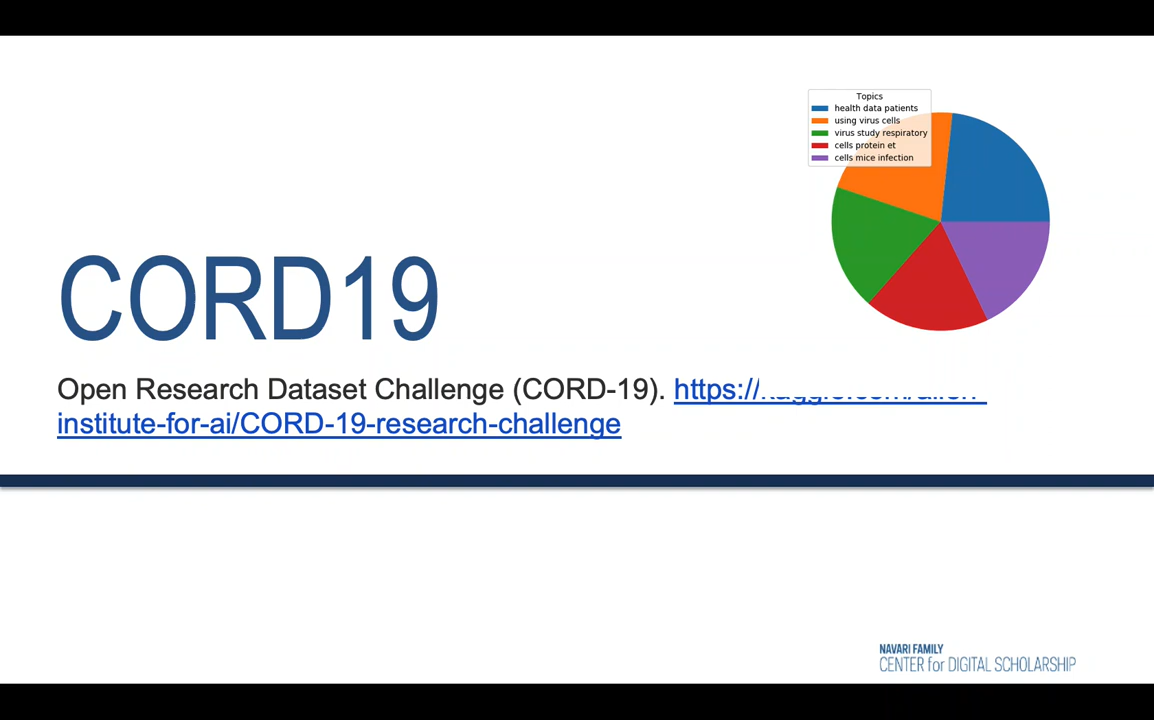 Topics
health data patients
using virus cells
virus study respiratory
cells protein et
cells mice infection
CORD19
Open Research Dataset Challenge (CORD-19). https://
institute-for-ai/CORD-19-research-challenge
NAVARI FAMILY
CENTER for DIGITAL SCHOLARSHIP